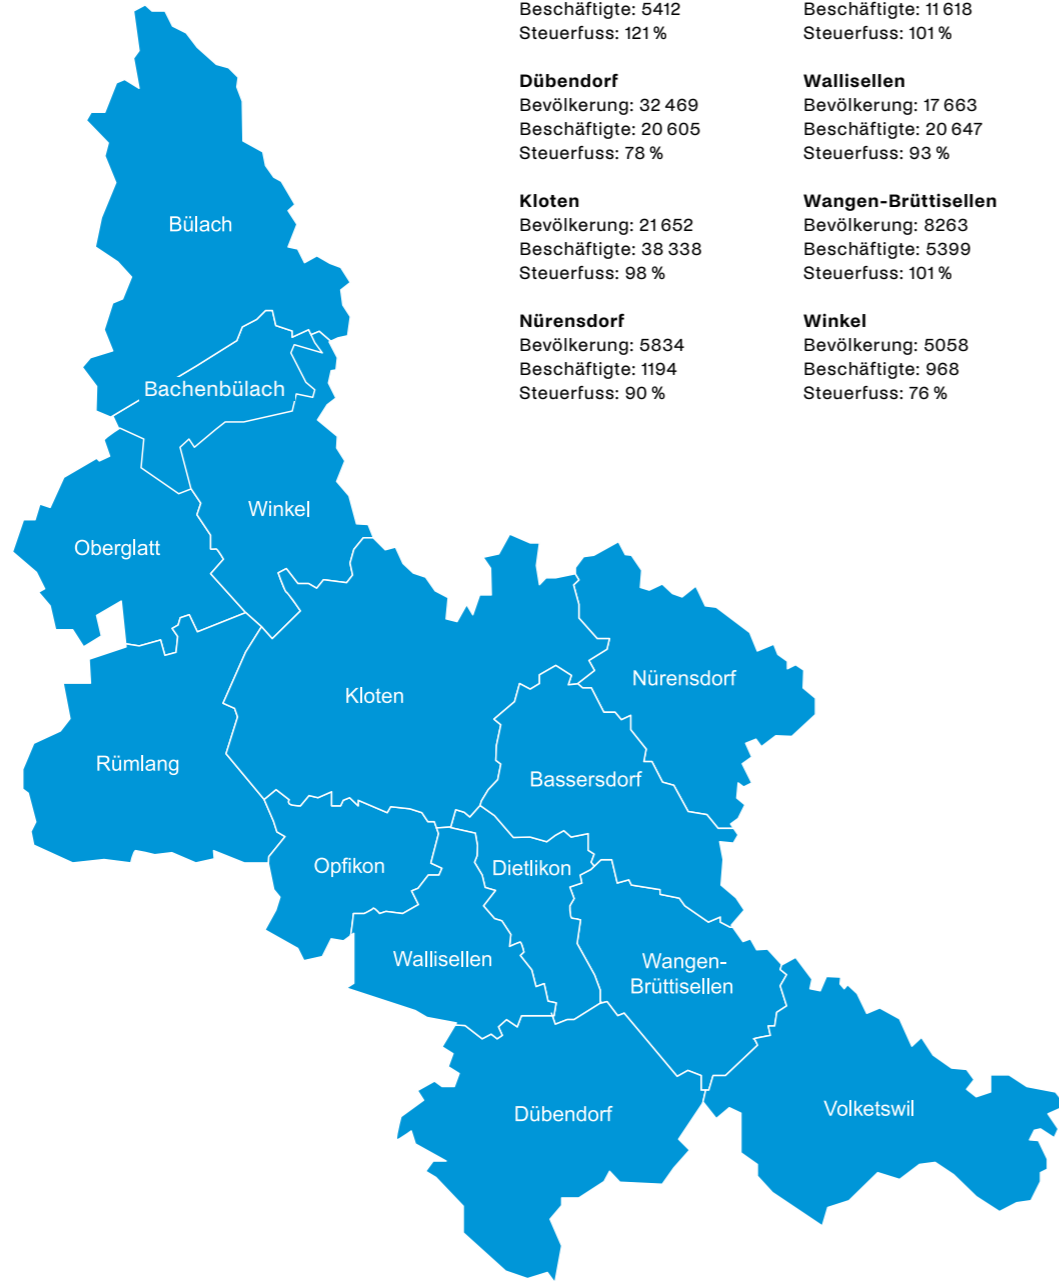 Beschäftigte: 5412
Steuerfuss: 121 %
Dübendorf
Bevölkerung: 32 469
Beschäftigte: 20 605
Steuerfuss: 78 %
Kloten
Bevölkerung: 21 652
Beschäftigte: 38 338
Steuerfuss: 98 %
Nürensdorf
Bevölkerung: 5834
Beschäftigte: 1194
Steuerfuss: 90 %
Beschäftigte: 11 618
Steuerfuss: 101 %
Wallisellen
Bevölkerung: 17 663
Beschäftigte: 20 647
Steuerfuss: 93 %
Wangen-Brüttisellen
Bevölkerung: 8263
Beschäftigte: 5399
Steuerfuss: 101 %
Winkel
Bevölkerung: 5058
Beschäftigte: 968
Steuerfuss: 76 %
Bülach
Bachenbülach
Winkel
Oberglatt
Nürensdorf
Kloten
Rümlang
Bassersdorf
Opfikon
Dietlikon
Wallisellen
Wangen-
Brüttisellen
Dübendorf
Volketswil